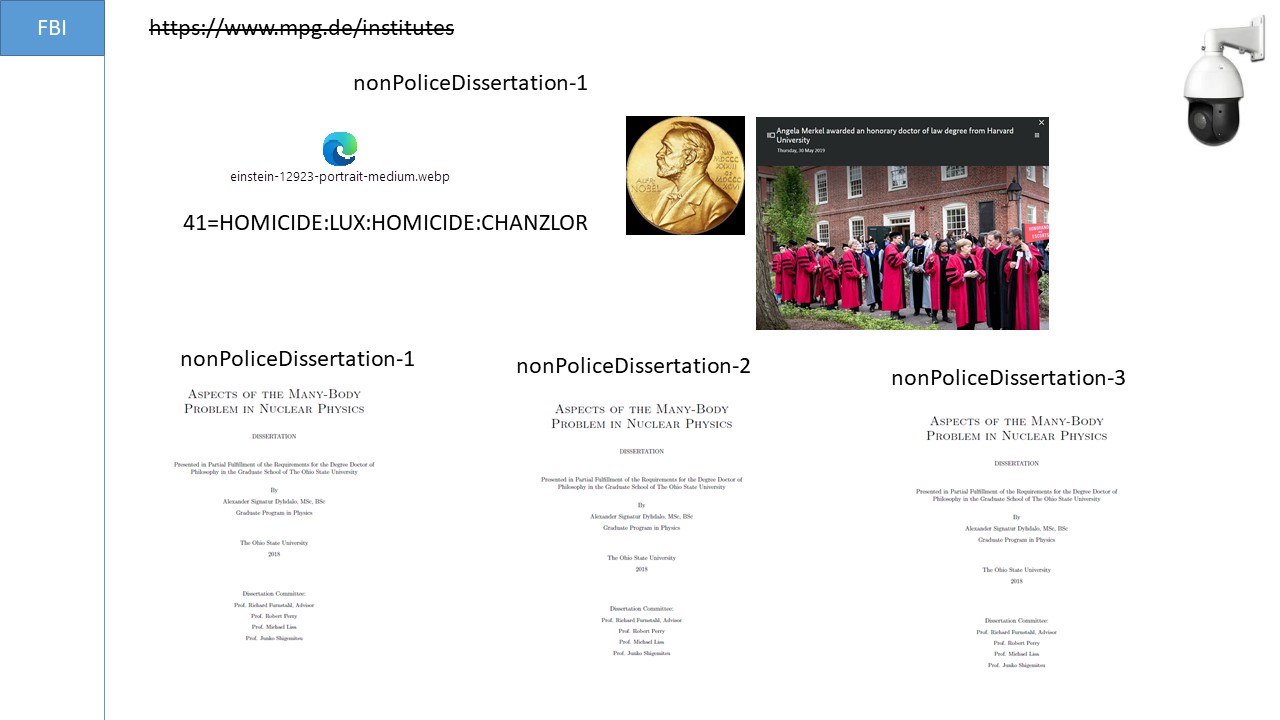 FBI
https://www.mpg.de/institutes
nonPoliceDissertation-1
einstein-12923-portrait-medium.webp
41=HOMICIDE:LUX:HOMICIDE:CHANZLOR
ALFR
NOBEL
Angela Merkel awarded an honorary doctor of law degree from Harvard
University
Thursday, 30 May 2019
nonPoliceDissertation-1
Aspects of the Many-Body
Problem in Nuclear Physics
DISSERTATION
Presented in Partial Fulfillment of the Requirements for the Degree Doctor of
Philosophy in the Graduate School of The Ohio State University
By
Alexander Signatur Dyhdalo, MSc, BSc
Graduate Program in Physics
The Ohio State University
2018
Dissertation Committee:
Prof. Richard Furnstahl, Advisor
Prof. Robert Perry
Prof. Michael Lisa
Prof. Junko Shigemitsu
nonPoliceDissertation-2
Aspects of the Many-Body
Problem in Nuclear Physics
DISSERTATION
Presented in Partial Fulfillment of the Requirements for the Degree Doctor of
Philosophy in the Graduate School of The Ohio State University
By
Alexander Signatur Dyhdalo, MSc, BSc
Graduate Program in Physics
The Ohio State University
2018
Dissertation Committee:
Prof. Richard Furnstahl, Advisor
Prof. Robert Perry
Prof. Michael Lisa
Prof. Junko Shigemitsu
nonPoliceDissertation-3
Aspects of the Many-Body
Problem in Nuclear Physics
DISSERTATION
Presented in Partial Fulfillment of the Requirements for the Degree Doctor of
Philosophy in the Graduate School of The Ohio State University
By
Alexander Signatur Dyhdalo, MSc, BSc
Graduate Program in Physics
The Ohio State University
2018
Dissertation Committee:
Prof. Richard Furnstahl, Advisor
Prof. Robert Perry
Prof. Michael Lisa
Prof. Junko Shigemitsu